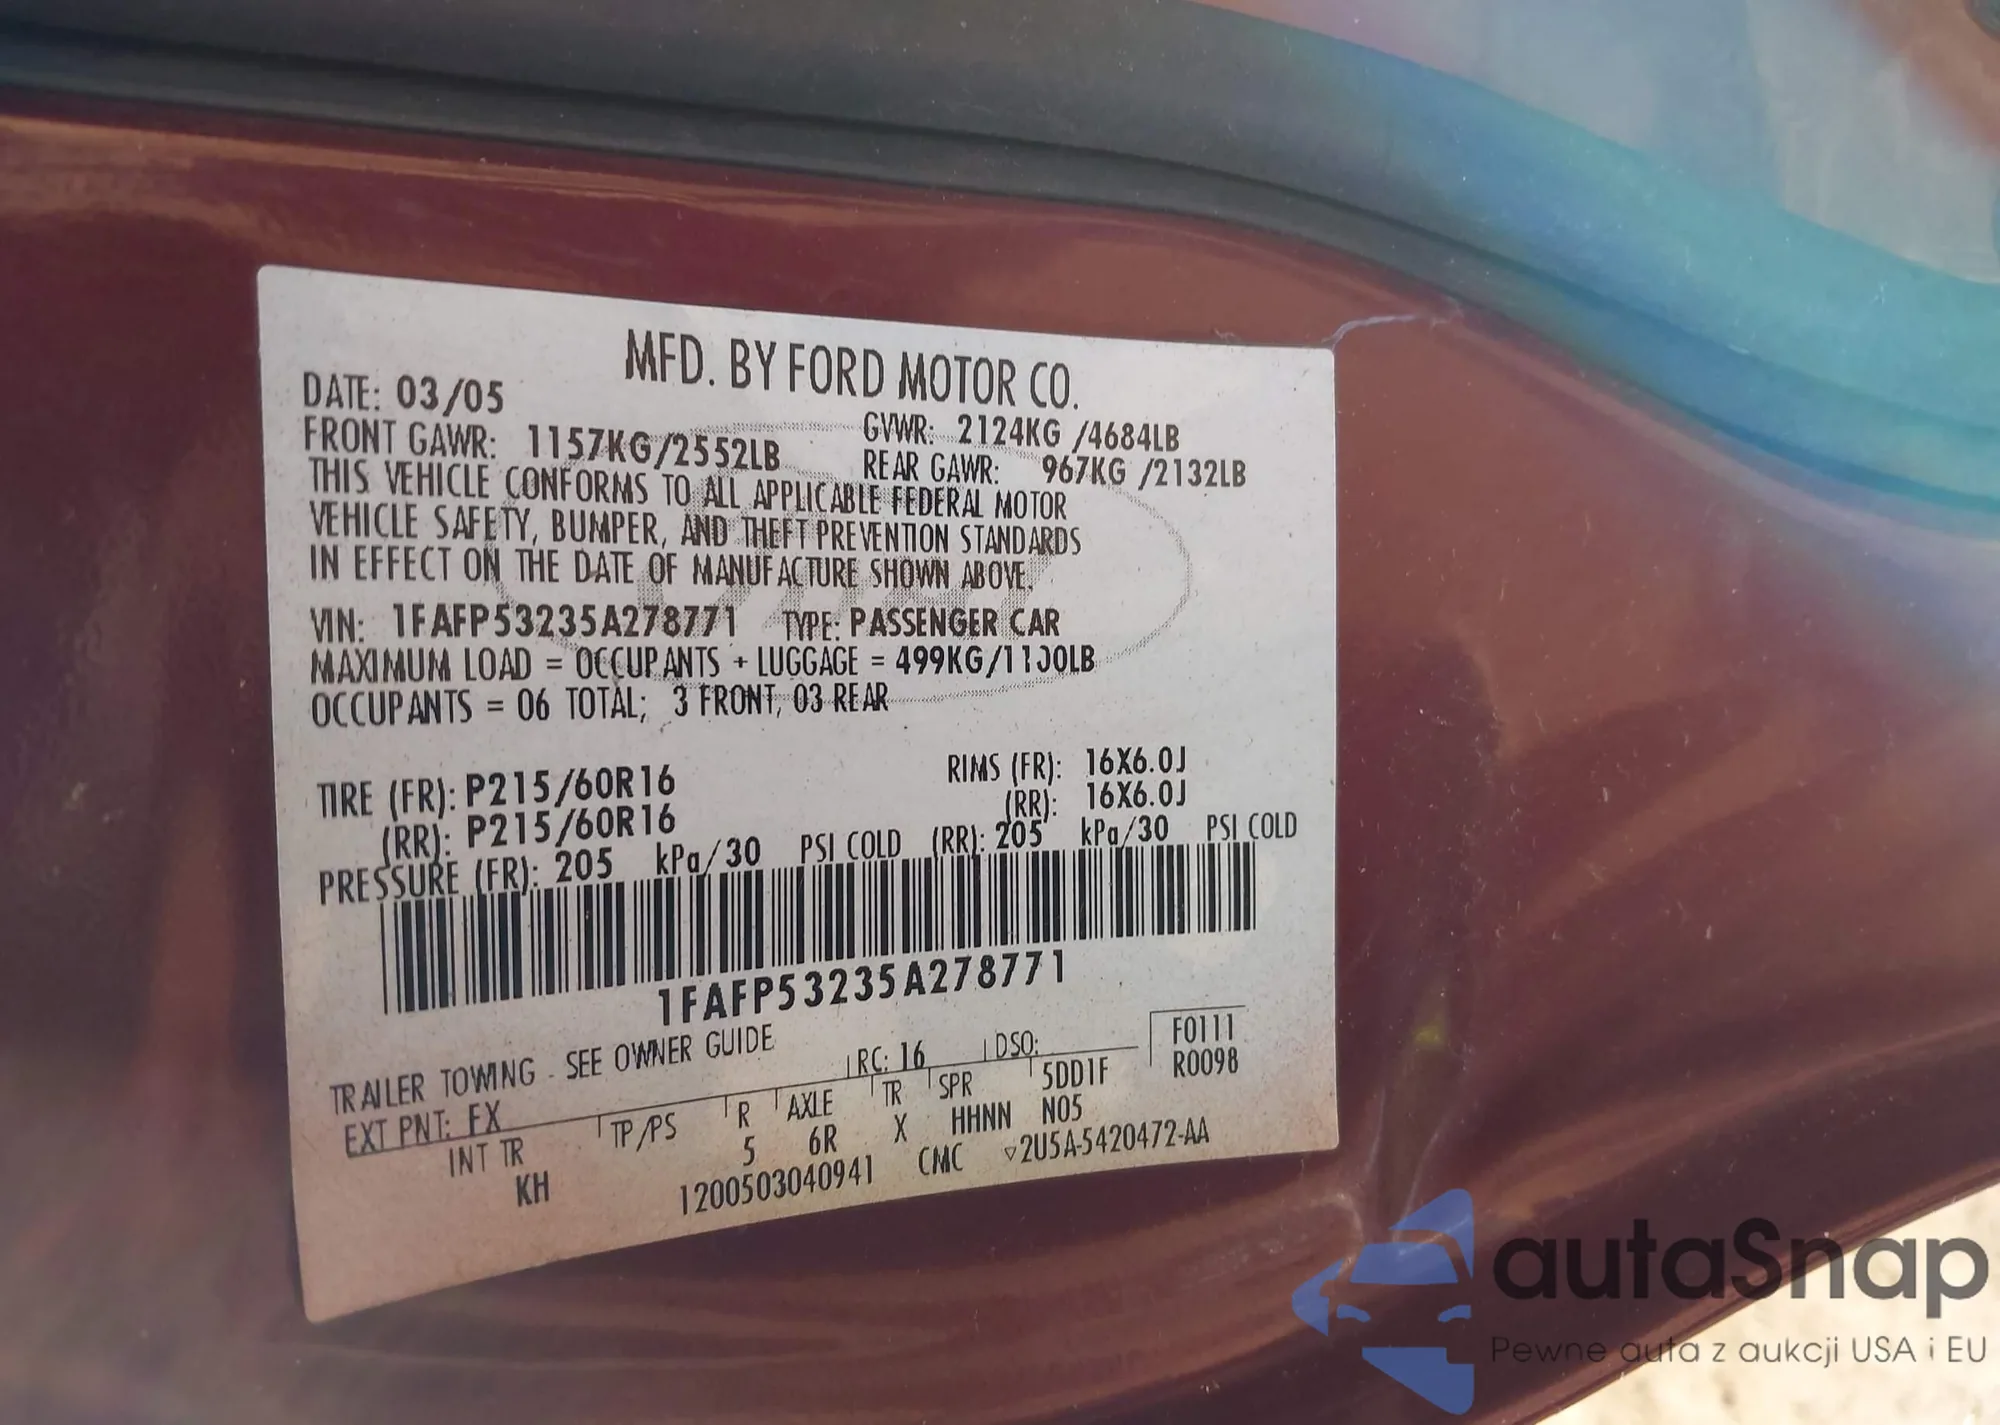 MFD. BY FORD MOTOR CO.
DATE: 03/05
GVWR: 2124KG /4684LB
FRONT GAWR: 1157KG/2552LB
REAR GAWR: 967KG /2132LB
THIS VEHICLE CONFORMS TO ALL APPLICABLE FEDERAL MOTOR
VEHICLE SAFETY, BUMPER, AND THEFT PREVENTION STANDARDS
IN EFFECT ON THE DATE OF MANUFACTURE SHOWN ABOVE.
VIN: 1FAFP53235A278771 TYPE: PASSENGER CAR
MAXIMUM LOAD = OCCUPANTS + LUGGAGE = 499KG/1100LB
OCCUPANTS = 06 TOTAL; 3 FRONT, 03 REAR
TIRE (FR): P215/60R16 RIMS (FR): 16X6.0J
(RR): P215/60R16 (RR): 16X6.0J
PRESSURE (FR): 205 kPa/30 PSI COLD (RR): 205 kPa/30 PSI COLD
1FAFP53235A278771
TRAILER TOWING - SEE OWNER GUIDE
F0111
R0098
EXT PNT: FX RC: 16 DSO:
INT TR TP/PS R AXLE TR SPR 5DD1F
KH 5 6R X HHNN N05
1200503040941 CMC ▽2U5A-5420472-AA
autaSnap
Pewne auta z aukcji USA i EU